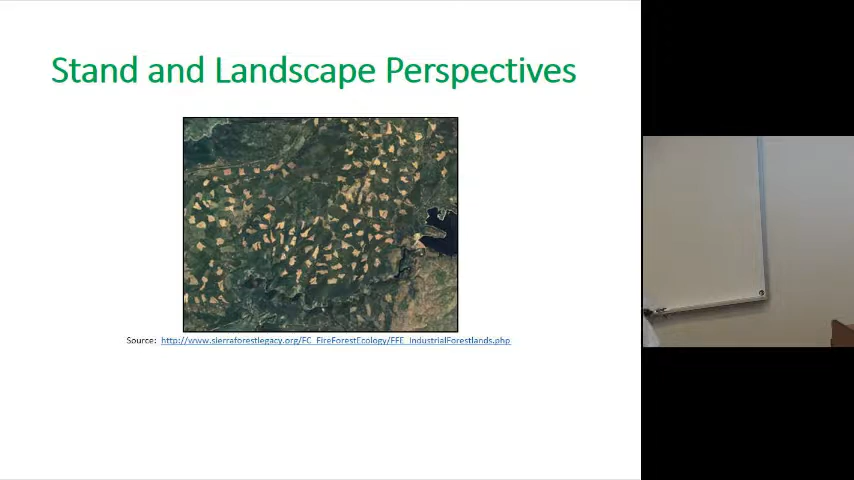 Stand and Landscape Perspectives
Source: http://www.sierraforestlegacy.org/FC_FireForestEcology/FFE_IndustrialForestlands.php